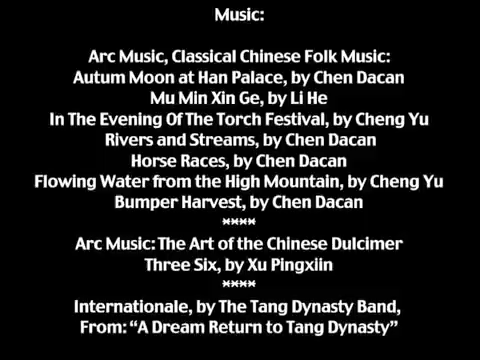 Music:
Arc Music, Classical Chinese Folk Music:
Autum Moon at Han Palace, by Chen Dacan
Mu Min Xin Ge, by Li He
In The Evening Of The Torch Festival, by Cheng Yu
Rivers and Streams, by Chen Dacan
Horse Races, by Chen Dacan
Flowing Water from the High Mountain, by Cheng Yu
Bumper Harvest, by Chen Dacan
****
Arc Music: The Art of the Chinese Dulcimer
Three Six, by Xu Pingxiin
****
Internationale, by The Tang Dynasty Band,
From: “A Dream Return to Tang Dynasty”